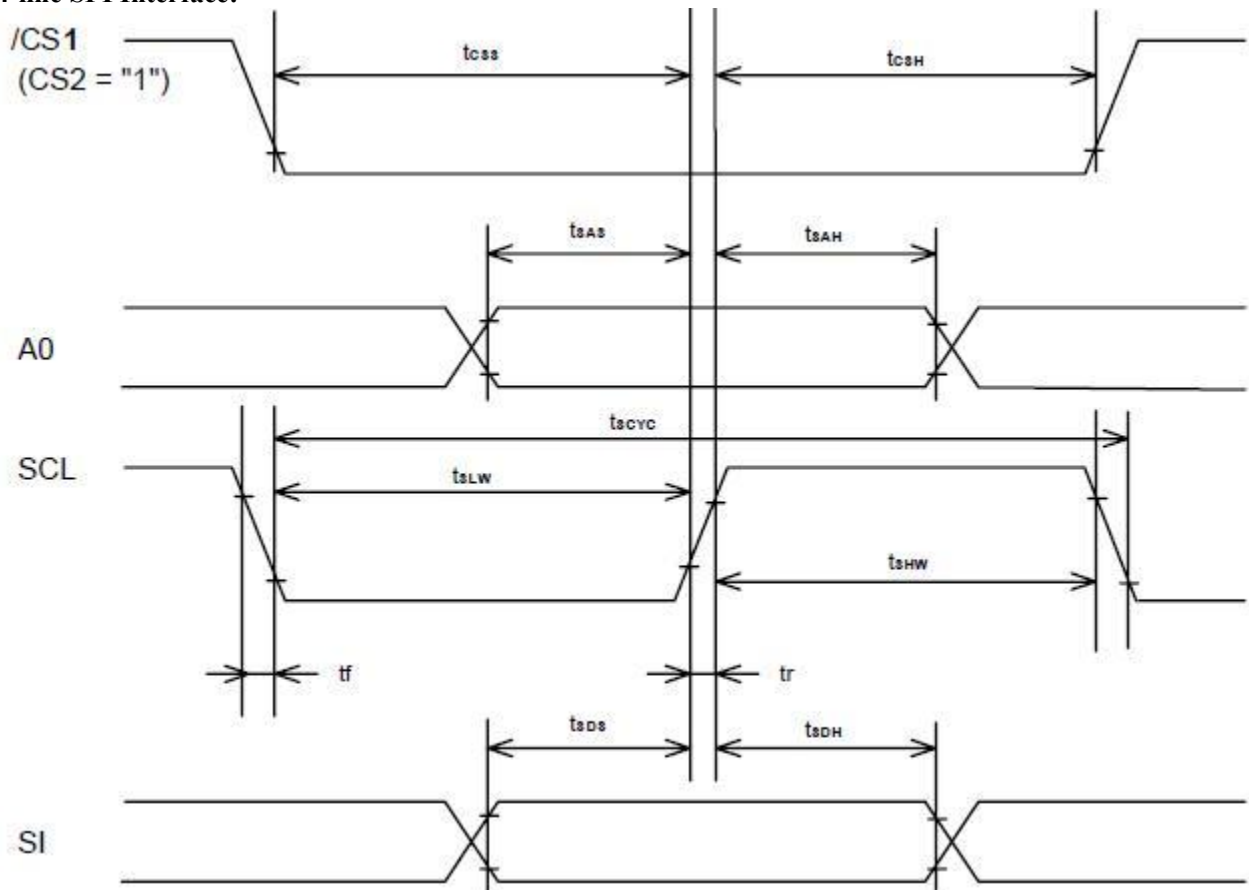 /CS1
(CS2 = "1")
tCSS
tCSH
tSAS
tSAH
A0
tSCYC
SCL
tSLW
tSHW
tf
tr
tSDS
tSDH
SI